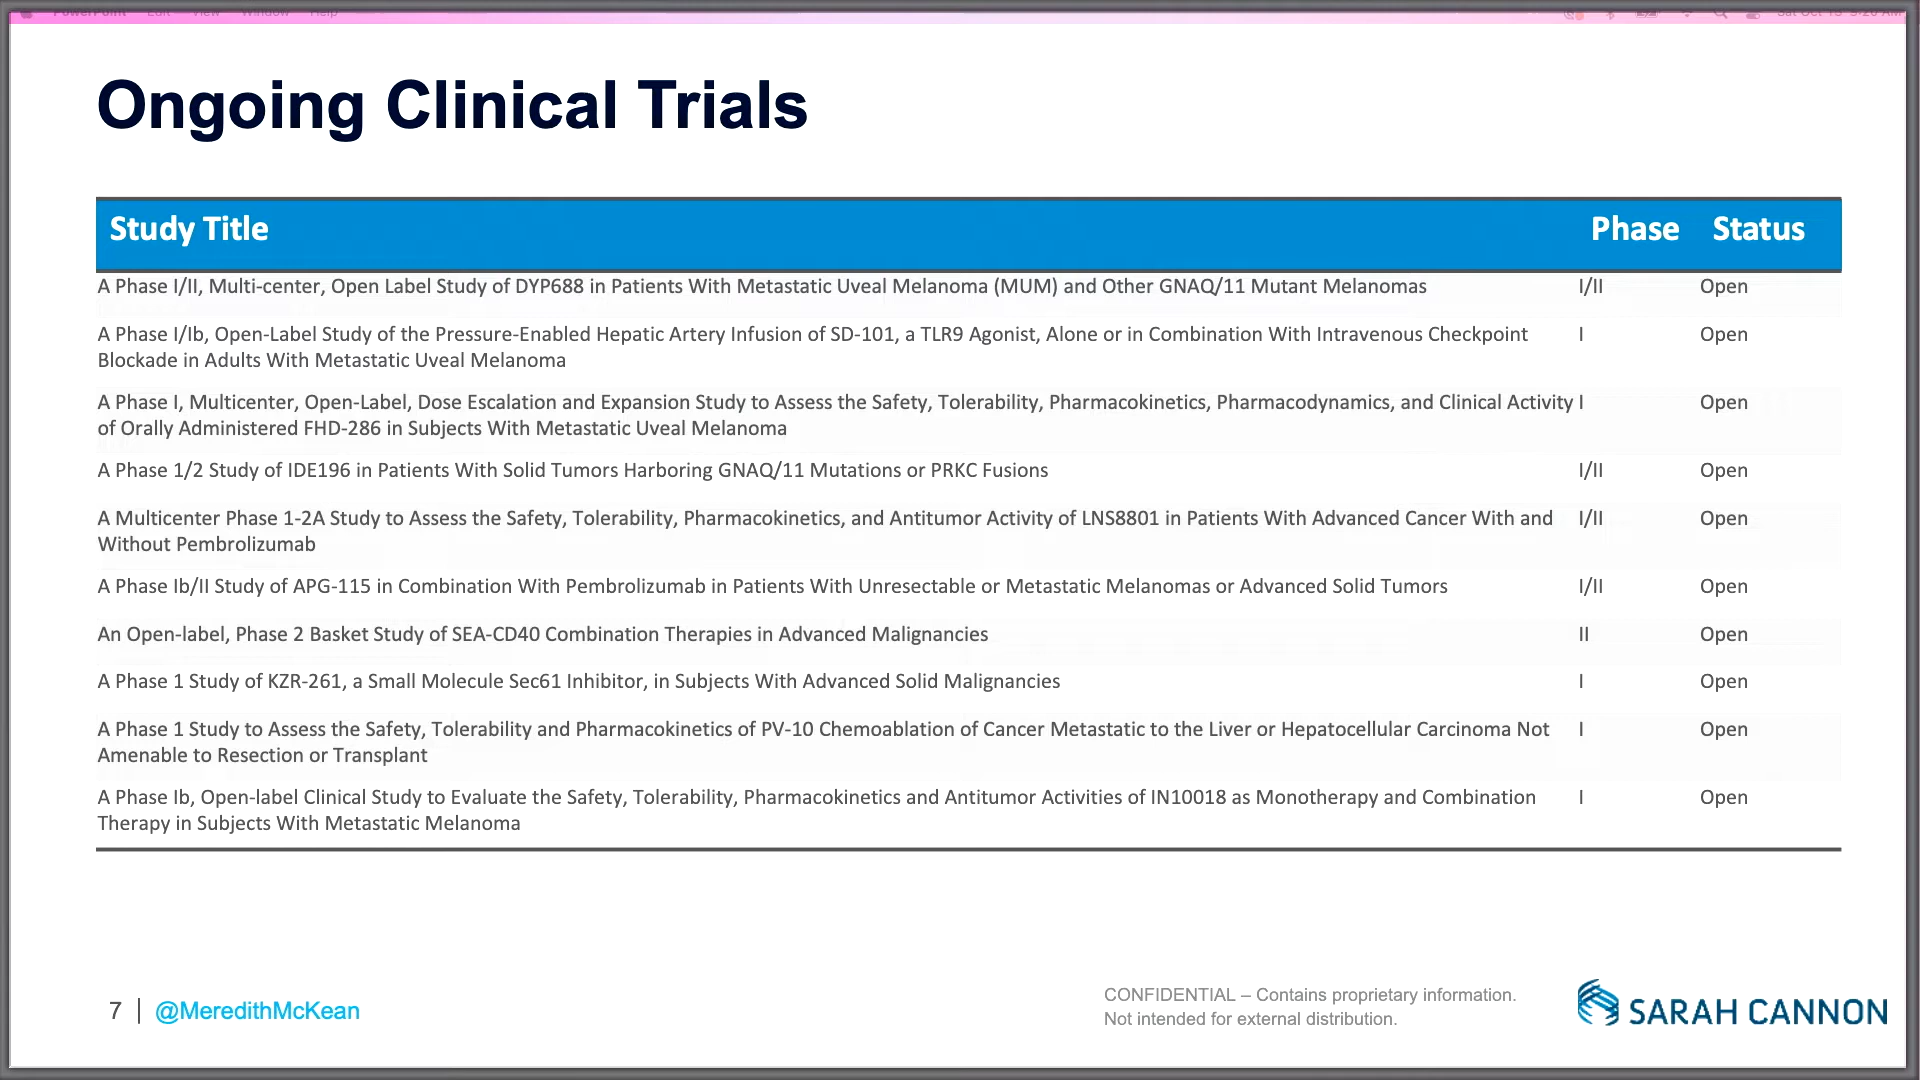 PowerPoint Edit View Window Help
Ongoing Clinical Trials
Study Title Phase Status
A Phase I/II, Multi-center, Open Label Study of DYP688 in Patients With Metastatic Uveal Melanoma (MUM) and Other GNAQ/11 Mutant Melanomas I/II Open
A Phase I/Ib, Open-Label Study of the Pressure-Enabled Hepatic Artery Infusion of SD-101, a TLR9 Agonist, Alone or in Combination With Intravenous Checkpoint I Open
Blockade in Adults With Metastatic Uveal Melanoma
A Phase I, Multicenter, Open-Label, Dose Escalation and Expansion Study to Assess the Safety, Tolerability, Pharmacokinetics, Pharmacodynamics, and Clinical Activity I Open
of Orally Administered FHD-286 in Subjects With Metastatic Uveal Melanoma
A Phase 1/2 Study of IDE196 in Patients With Solid Tumors Harboring GNAQ/11 Mutations or PRKC Fusions I/II Open
A Multicenter Phase 1-2A Study to Assess the Safety, Tolerability, Pharmacokinetics, and Antitumor Activity of LNS8801 in Patients With Advanced Cancer With and I/II Open
Without Pembrolizumab
A Phase Ib/II Study of APG-115 in Combination With Pembrolizumab in Patients With Unresectable or Metastatic Melanomas or Advanced Solid Tumors I/II Open
An Open-label, Phase 2 Basket Study of SEA-CD40 Combination Therapies in Advanced Malignancies II Open
A Phase 1 Study of KZR-261, a Small Molecule Sec61 Inhibitor, in Subjects With Advanced Solid Malignancies I Open
A Phase 1 Study to Assess the Safety, Tolerability and Pharmacokinetics of PV-10 Chemoablation of Cancer Metastatic to the Liver or Hepatocellular Carcinoma Not I Open
Amenable to Resection or Transplant
A Phase Ib, Open-label Clinical Study to Evaluate the Safety, Tolerability, Pharmacokinetics and Antitumor Activities of IN10018 as Monotherapy and Combination I Open
Therapy in Subjects With Metastatic Melanoma
7 | @MeredithMcKean
CONFIDENTIAL – Contains proprietary information.
Not intended for external distribution.
SARAH CANNON